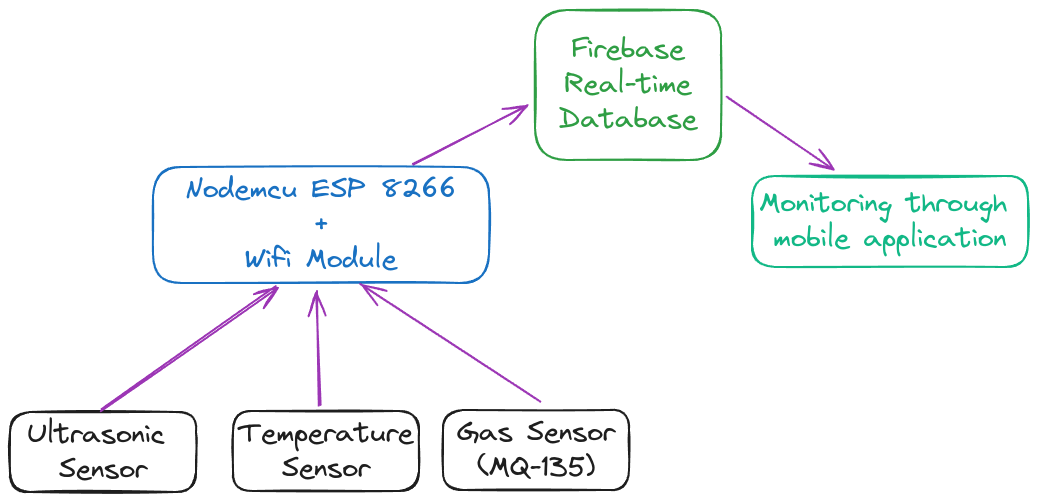 Firebase
Real-time
Database
Nodemcu ESP 8266
+
Wifi Module
Monitoring through
mobile application
Ultrasonic
Sensor
Temperature
Sensor
Gas Sensor
(MQ-135)